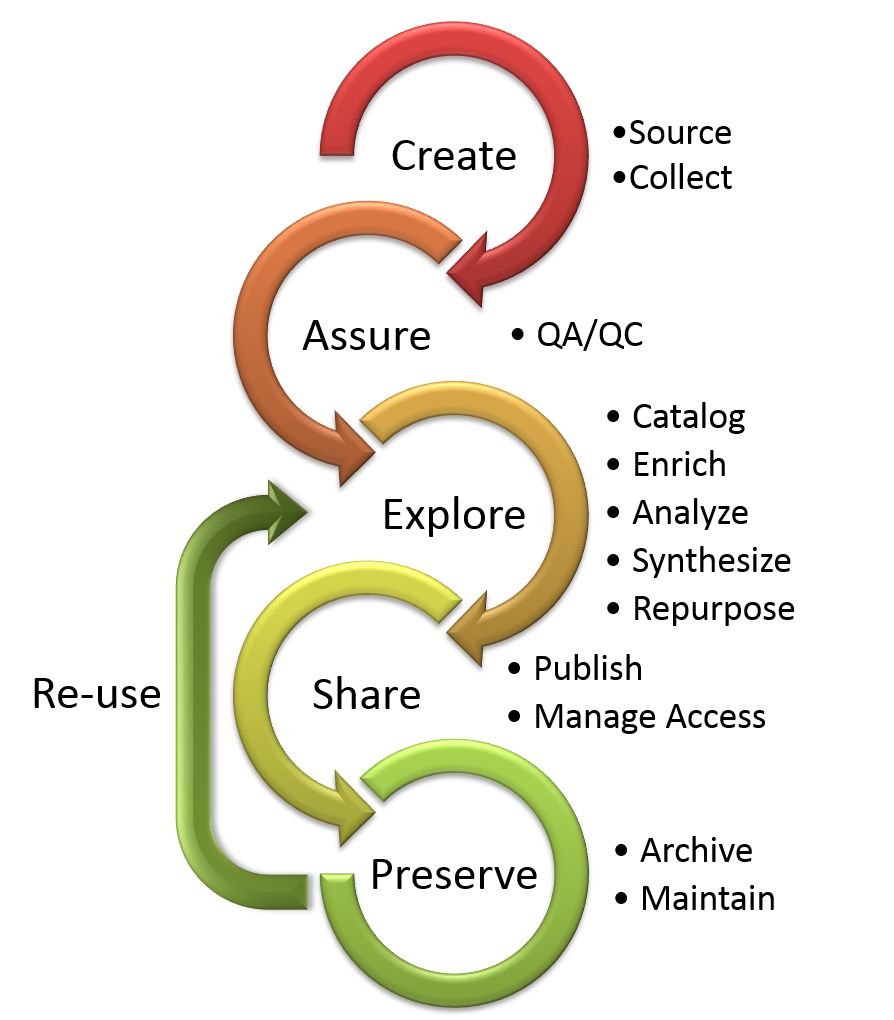 Create
•Source
•Collect
Assure
• QA/QC
Explore
• Catalog
• Enrich
• Analyze
• Synthesize
• Repurpose
Re-use
Share
• Publish
• Manage Access
Preserve
• Archive
• Maintain